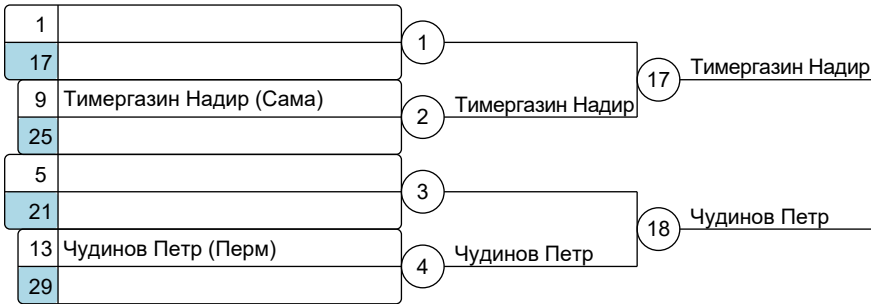 1
1
17
17 Тимергазин Надир
9 Тимергазин Надир (Сама)
2 Тимергазин Надир
25
5
3
21
18 Чудинов Петр
13 Чудинов Петр (Перм)
4 Чудинов Петр
29